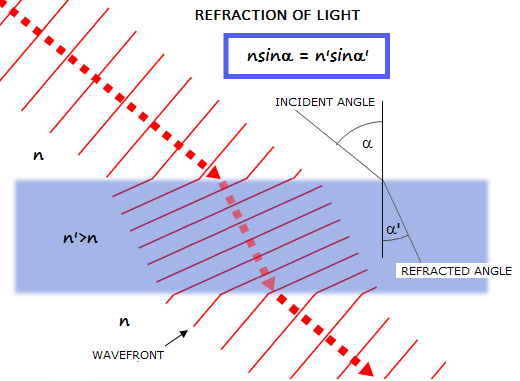 REFRACTION OF LIGHT
nsinα = n'sinα'
INCIDENT ANGLE
α
n
n'>n
α'
REFRACTED ANGLE
n
WAVEFRONT